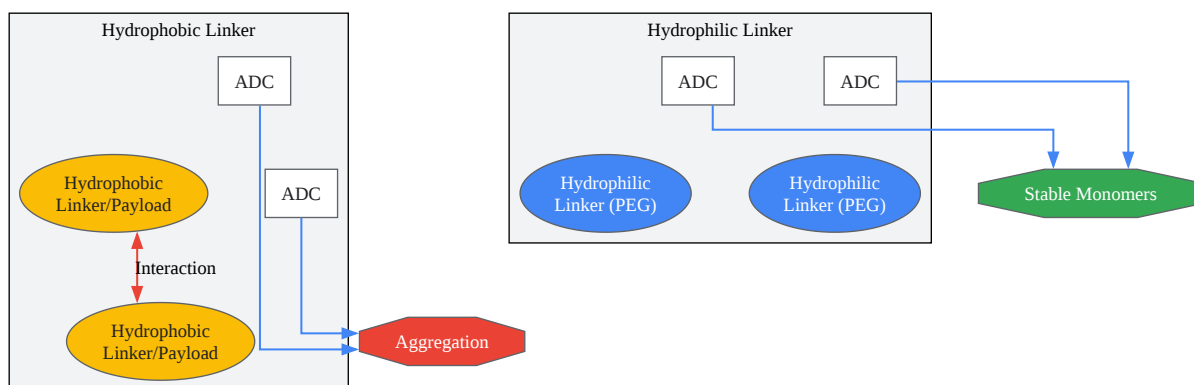 Hydrophobic Linker
ADC
Hydrophobic
Linker/Payload
ADC
Interaction
Hydrophobic
Linker/Payload
Aggregation
Hydrophilic Linker
ADC
ADC
Hydrophilic
Linker (PEG)
Hydrophilic
Linker (PEG)
Stable Monomers